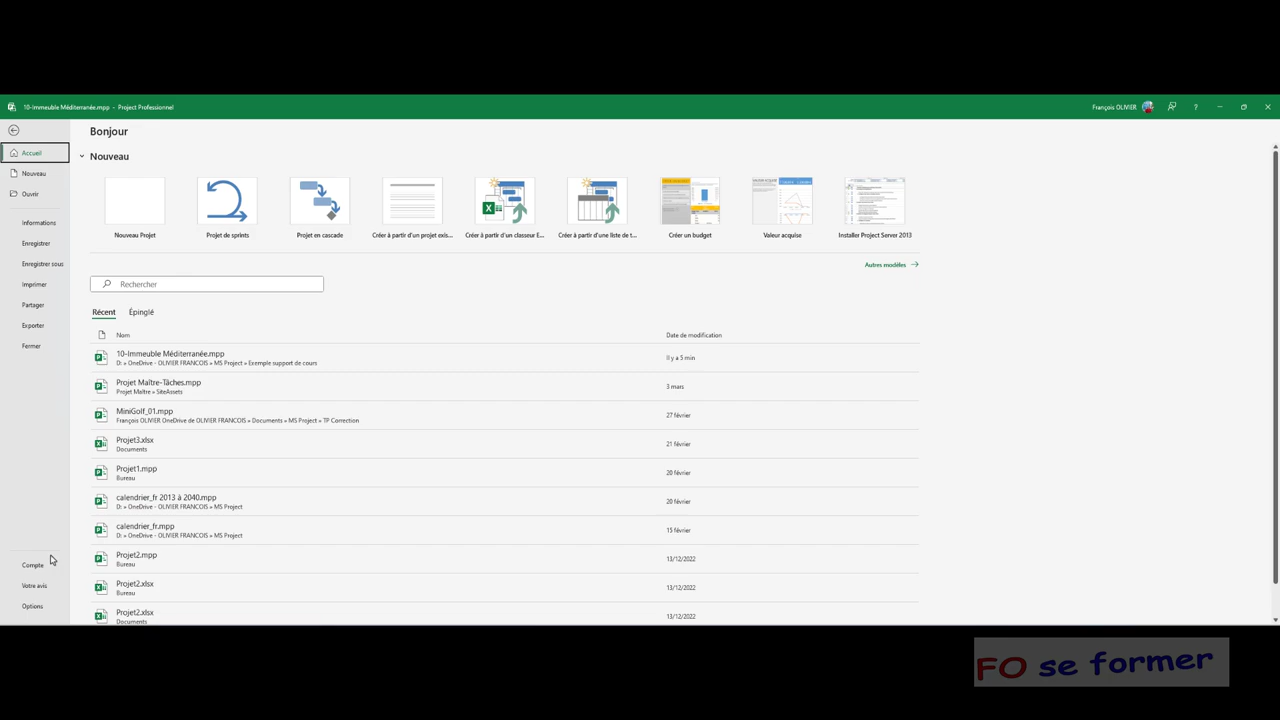 10-Immeuble Méditerranée.mpp - Project Professionnel
François OLIVIER
?
Accueil
Nouveau
Ouvrir
Informations
Enregistrer
Enregistrer sous
Imprimer
Partager
Exporter
Fermer
Compte
Votre avis
Options
Bonjour
Nouveau
Nouveau Projet
Projet de sprints
Projet en cascade
Créer à partir d'un projet exis...
Créer à partir d'un classeur E...
Créer à partir d'une liste de t...
Créer un budget
Valeur acquise
Installer Project Server 2013
Autres modèles
Rechercher
Récent Épinglé
Nom Date de modification
10-Immeuble Méditerranée.mpp
D: » OneDrive - OLIVIER FRANCOIS » MS Project » Exemple support de cours
Il y a 5 min
Projet Maître-Tâches.mpp
Projet Maître » SiteAssets
3 mars
MiniGolf_01.mpp
François OLIVIER OneDrive de OLIVIER FRANCOIS » Documents » MS Project » TP Correction
27 février
Projet3.xlsx
Documents
21 février
Projet1.mpp
Bureau
20 février
calendrier_fr 2013 à 2040.mpp
D: » OneDrive - OLIVIER FRANCOIS » MS Project
20 février
calendrier_fr.mpp
D: » OneDrive - OLIVIER FRANCOIS » MS Project
15 février
Projet2.mpp
Bureau
13/12/2022
Projet2.xlsx
Bureau
13/12/2022
Projet2.xlsx
Documents
13/12/2022
FO se former